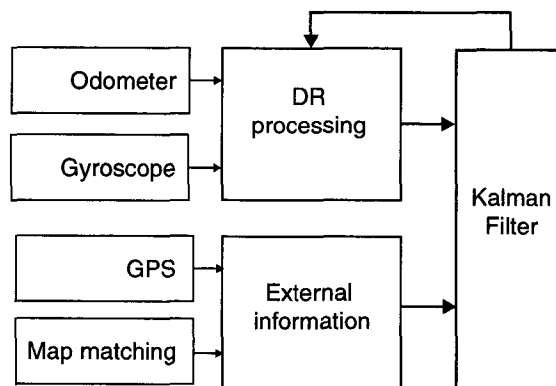 Odometer
Gyroscope
DR
processing
Kalman
Filter
GPS
Map matching
External
information